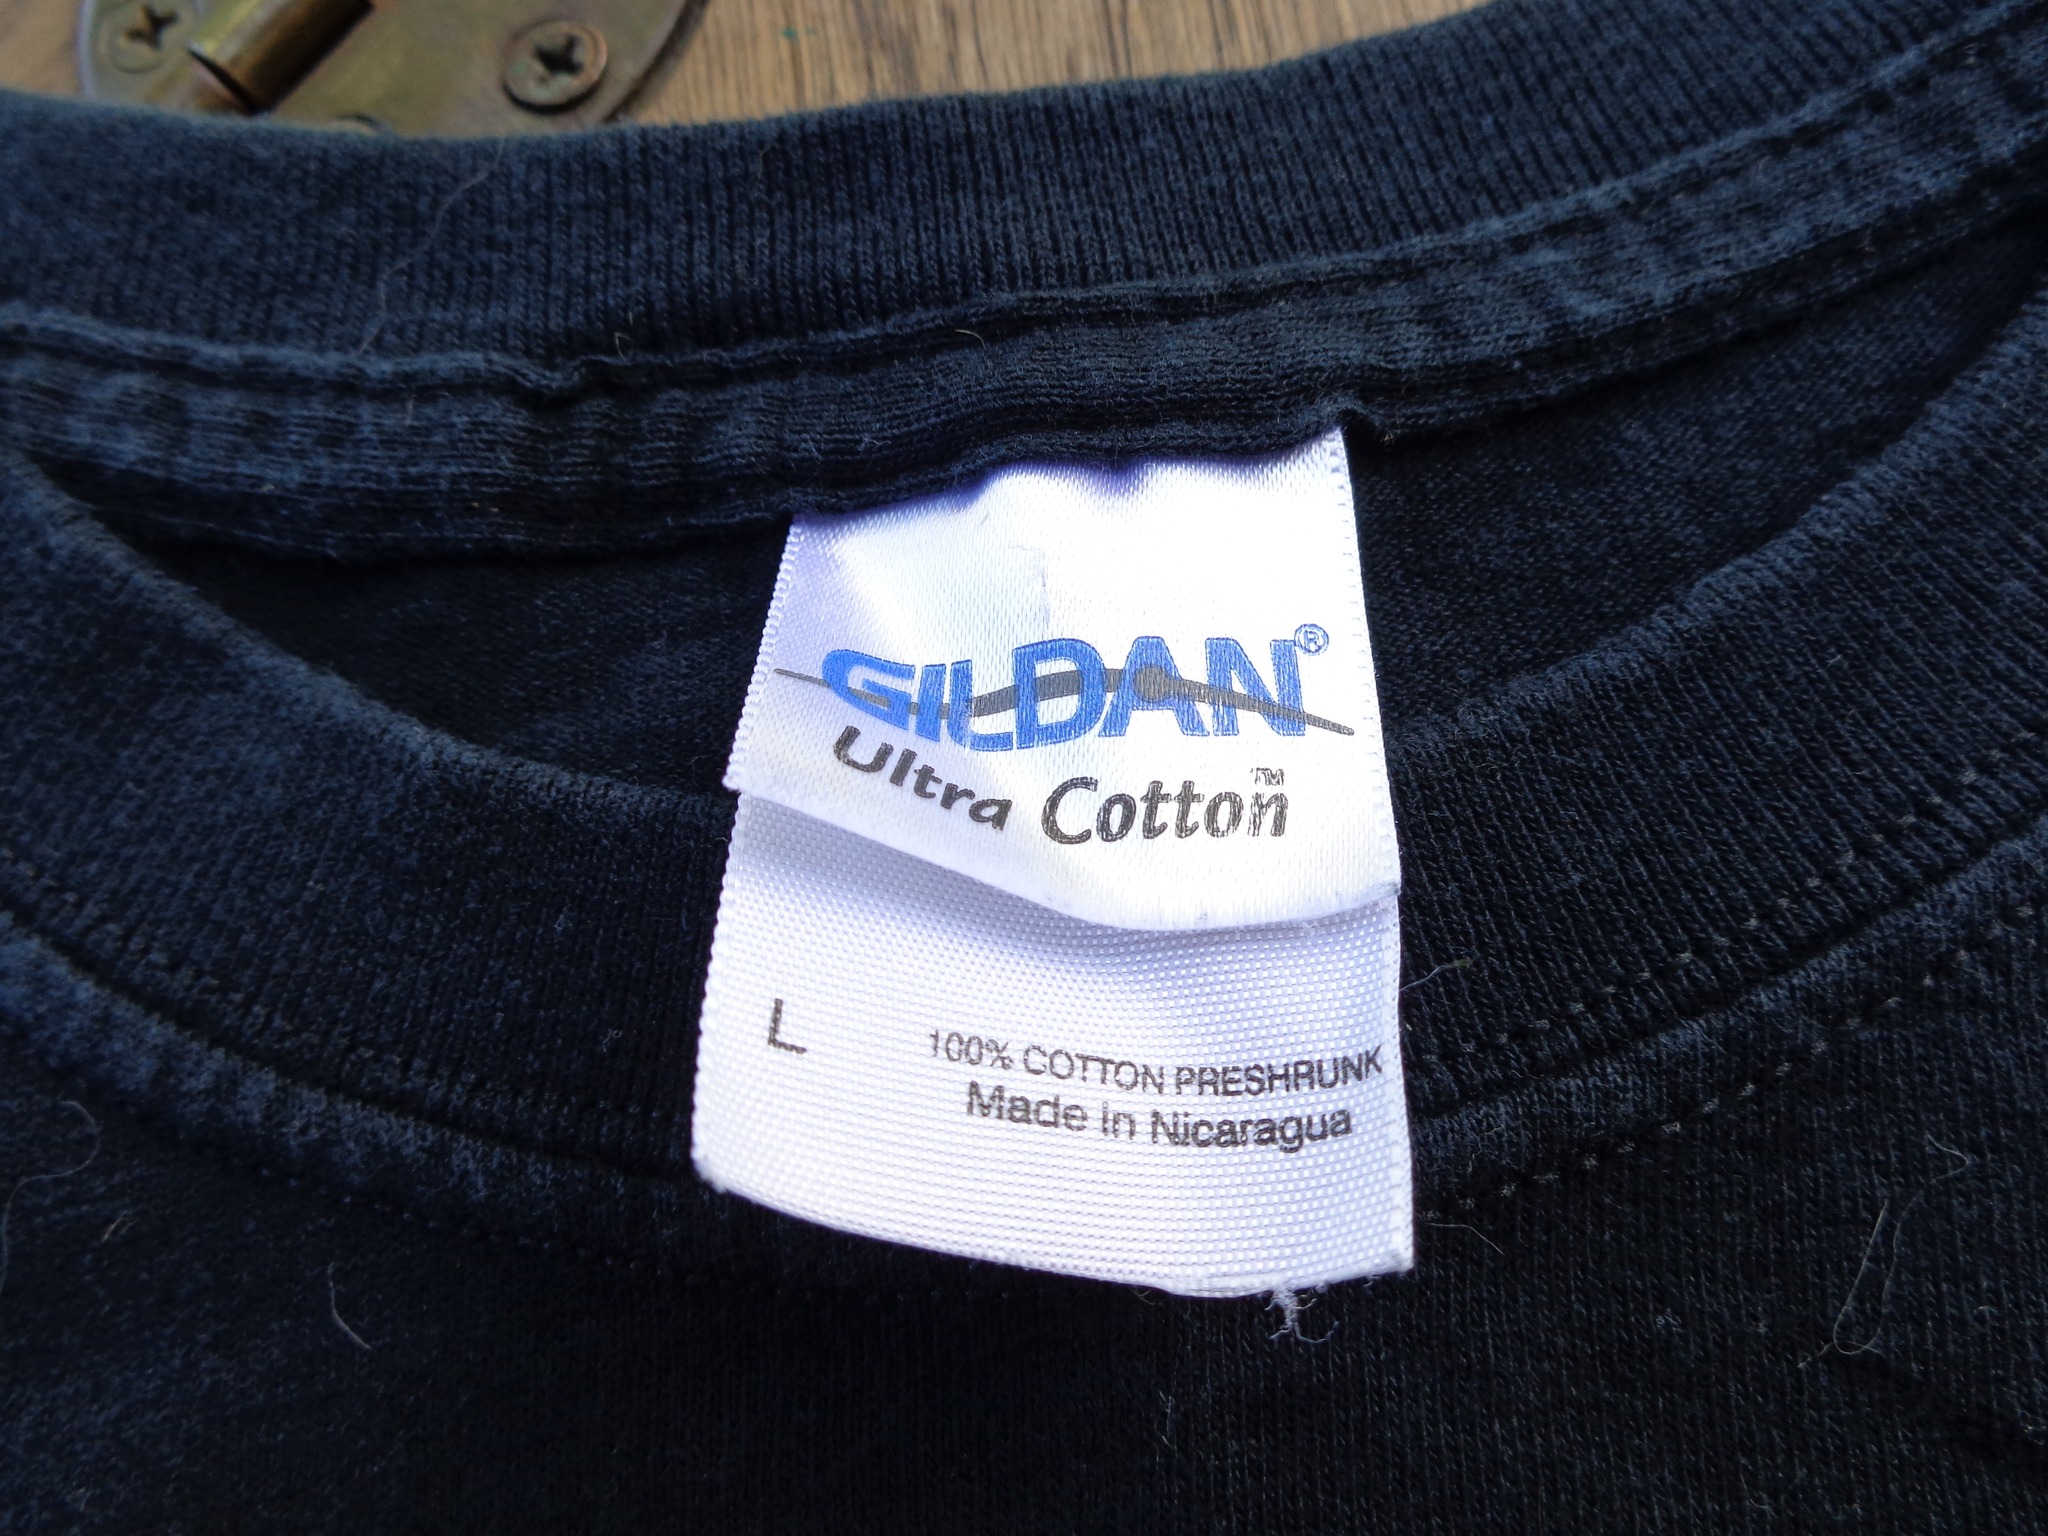 GILDAN®
Ultra Cotton™
L
100% COTTON PRESHRUNK
Made in Nicaragua